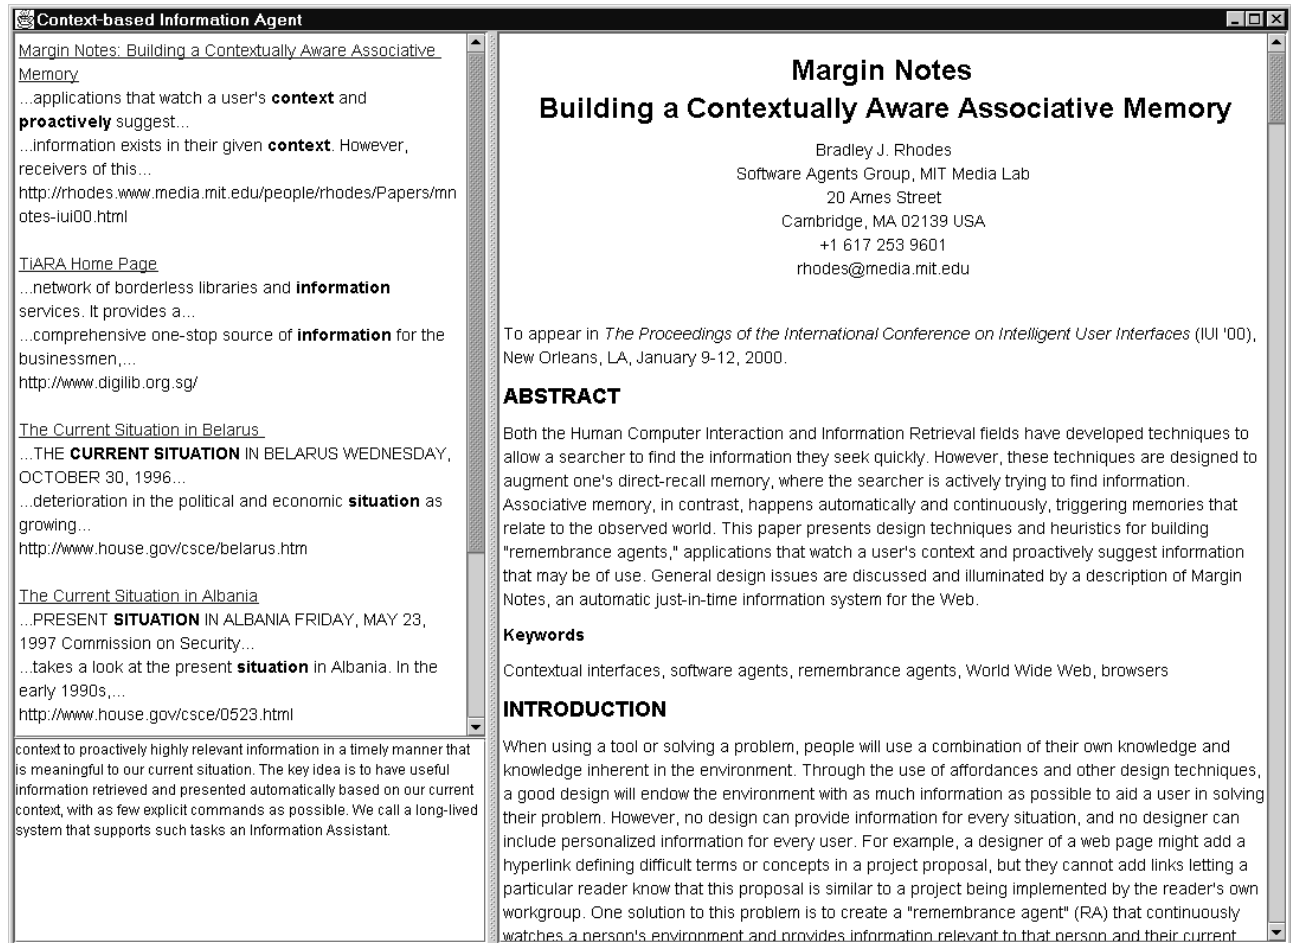 Context-based Information Agent
Margin Notes: Building a Contextually Aware Associative
Memory
...applications that watch a user's context and
proactively suggest...
...information exists in their given context. However,
receivers of this...
http://rhodes.www.media.mit.edu/people/rhodes/Papers/mn
otes-iui00.html
TiARA Home Page
...network of borderless libraries and information
services. It provides a...
...comprehensive one-stop source of information for the
businessmen,...
http://www.digilib.org.sg/
The Current Situation in Belarus
...THE CURRENT SITUATION IN BELARUS WEDNESDAY,
OCTOBER 30, 1996...
...deterioration in the political and economic situation as
growing...
http://www.house.gov/csce/belarus.htm
The Current Situation in Albania
...PRESENT SITUATION IN ALBANIA FRIDAY, MAY 23,
1997 Commission on Security...
...takes a look at the present situation in Albania. In the
early 1990s,...
http://www.house.gov/csce/0523.html
context to proactively highly relevant information in a timely manner that
is meaningful to our current situation. The key idea is to have useful
information retrieved and presented automatically based on our current
context, with as few explicit commands as possible. We call a long-lived
system that supports such tasks an Information Assistant.
Margin Notes
Building a Contextually Aware Associative Memory
Bradley J. Rhodes
Software Agents Group, MIT Media Lab
20 Ames Street
Cambridge, MA 02139 USA
+1 617 253 9601
rhodes@media.mit.edu
To appear in The Proceedings of the International Conference on Intelligent User Interfaces (IUI '00),
New Orleans, LA, January 9-12, 2000.
ABSTRACT
Both the Human Computer Interaction and Information Retrieval fields have developed techniques to
allow a searcher to find the information they seek quickly. However, these techniques are designed to
augment one's direct-recall memory, where the searcher is actively trying to find information.
Associative memory, in contrast, happens automatically and continuously, triggering memories that
relate to the observed world. This paper presents design techniques and heuristics for building
"remembrance agents," applications that watch a user's context and proactively suggest information
that may be of use. General design issues are discussed and illuminated by a description of Margin
Notes, an automatic just-in-time information system for the Web.
Keywords
Contextual interfaces, software agents, remembrance agents, World Wide Web, browsers
INTRODUCTION
When using a tool or solving a problem, people will use a combination of their own knowledge and
knowledge inherent in the environment. Through the use of affordances and other design techniques,
a good design will endow the environment with as much information as possible to aid a user in solving
their problem. However, no design can provide information for every situation, and no designer can
include personalized information for every user. For example, a designer of a web page might add a
hyperlink defining difficult terms or concepts in a project proposal, but they cannot add links letting a
particular reader know that this proposal is similar to a project being implemented by the reader's own
workgroup. One solution to this problem is to create a "remembrance agent" (RA) that continuously
watches a person's environment and provides information relevant to that person and their current